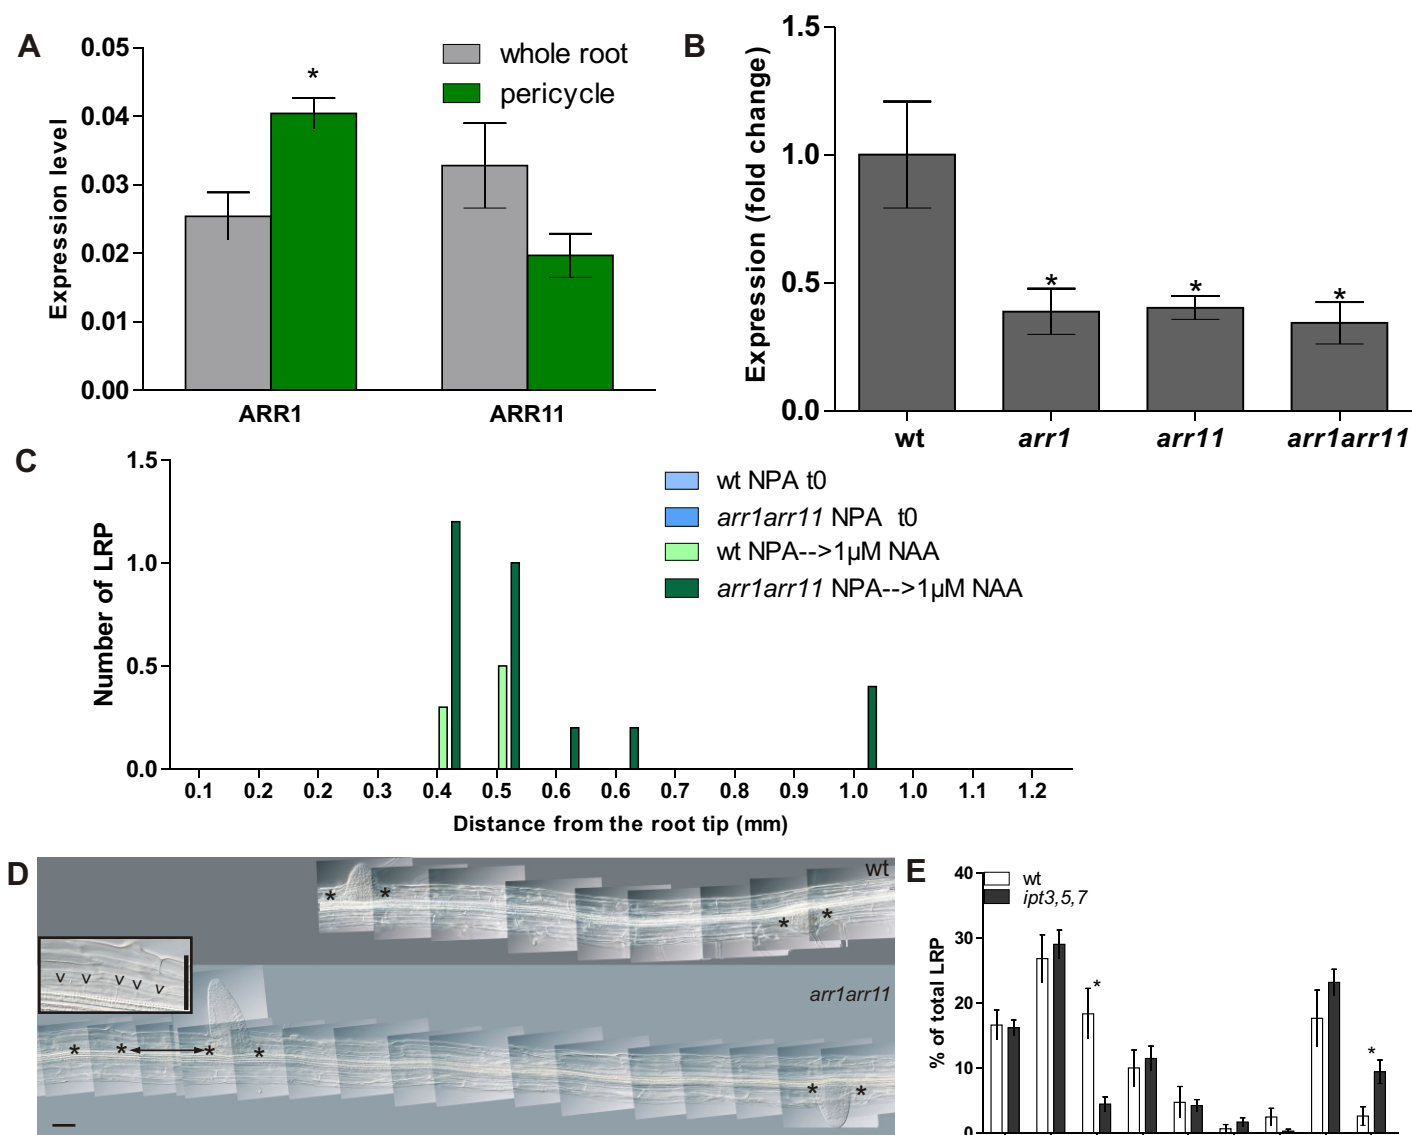 A
0.05
0.04
0.03
0.02
0.01
0.00
Expression level
whole root
pericycle
*
ARR1
ARR11
B
1.5
1.0
0.5
0.0
Expression (fold change)
* * *
wt arr1 arr11 arr1arr11
C
1.5
1.0
0.5
0.0
Number of LRP
wt NPA t0
arr1arr11 NPA t0
wt NPA-->1µM NAA
arr1arr11 NPA-->1µM NAA
0.1 0.2 0.2 0.3 0.4 0.5 0.6 0.6 0.7 0.8 0.9 1.0 1.0 1.1 1.2
Distance from the root tip (mm)
D
wt
* * * *
v v v v v
arr1arr11
* * * * * *
E
40
30
20
10
0
% of total LRP
wt
ipt3,5,7
*
*